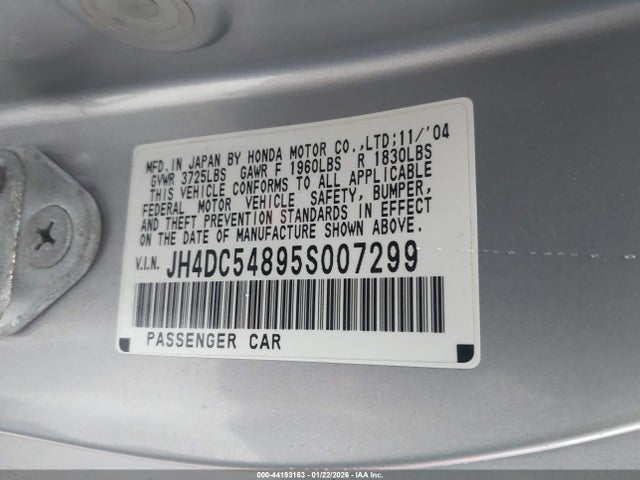 MFD.IN JAPAN BY HONDA MOTOR CO.,LTD;11/'04
GVWR 3725LBS GAWR F 1960LBS R 1830LBS
THIS VEHICLE CONFORMS TO ALL APPLICABLE
FEDERAL MOTOR VEHICLE SAFETY, BUMPER,
AND THEFT PREVENTION STANDARDS IN EFFECT
ON THE DATE OF MANUFACTURE SHOWN ABOVE.
V.I.N. JH4DC54895S007299
PASSENGER CAR
000-44193163 - 01/22/2026 - © IAA Inc.